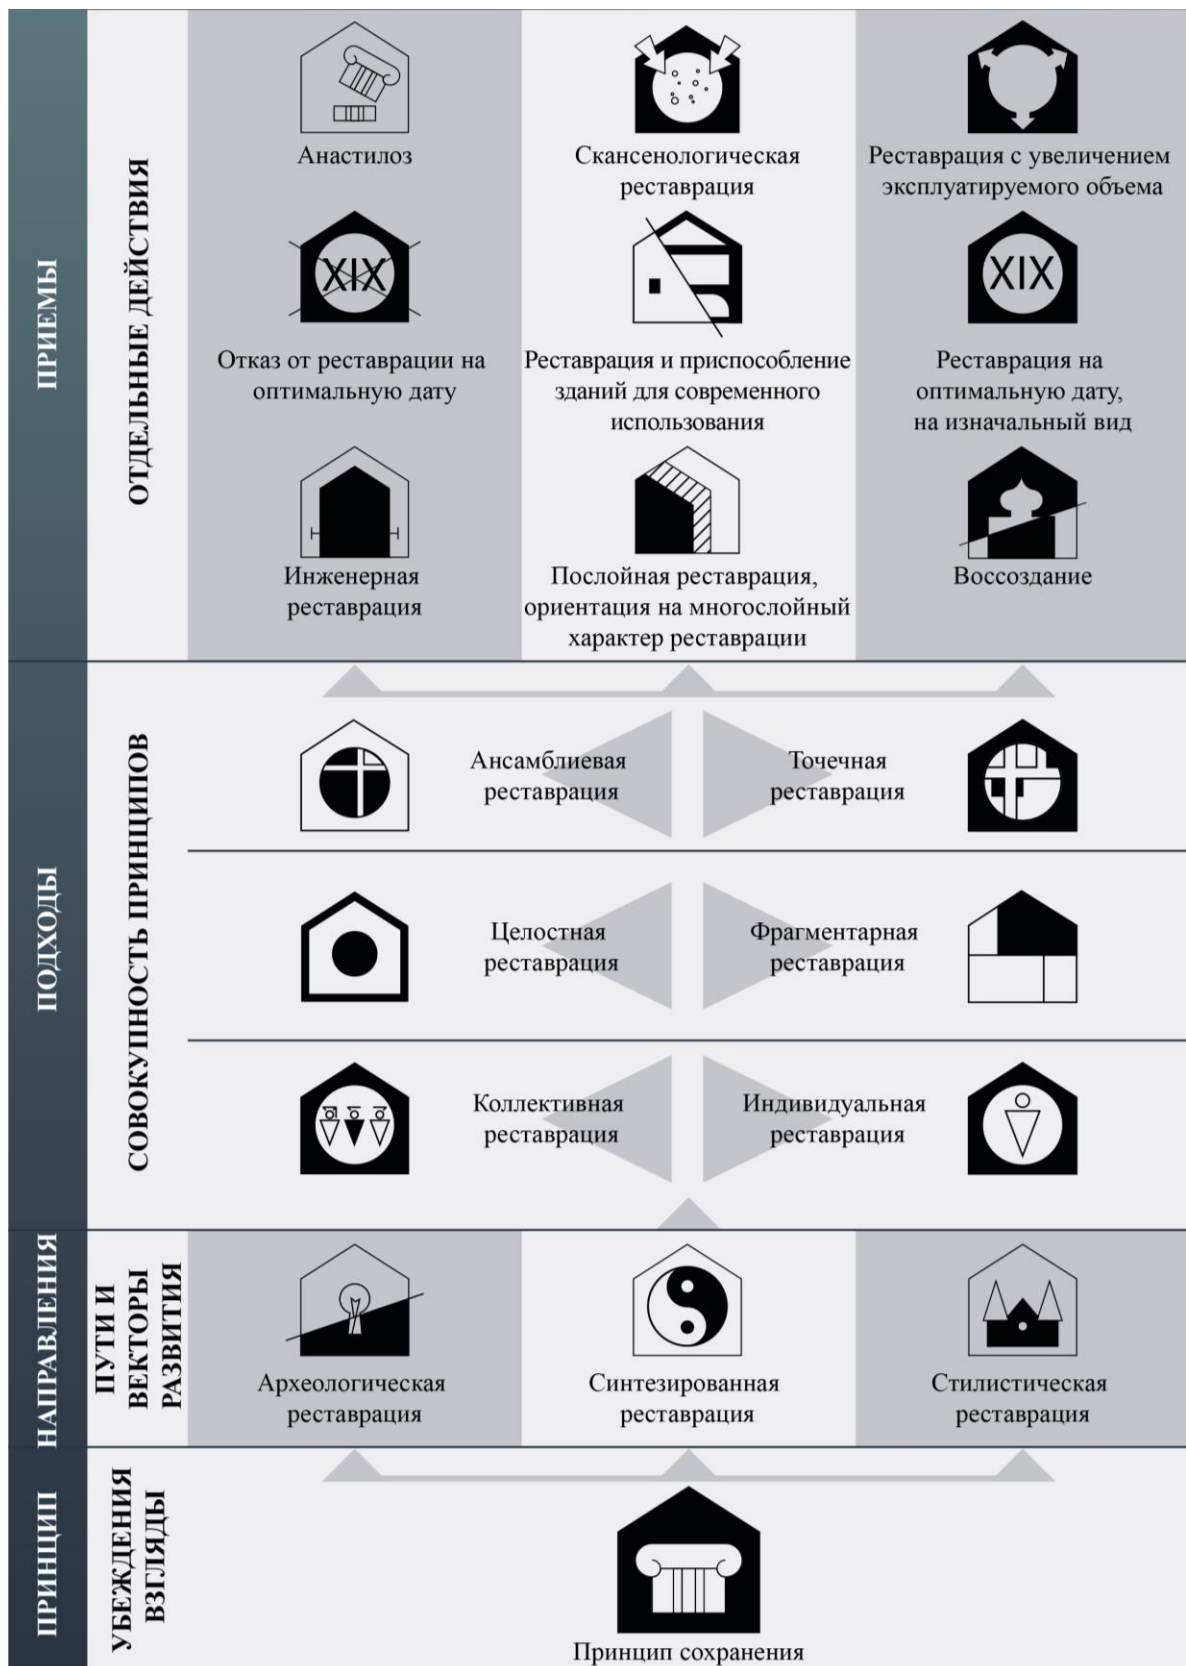 ПРИЕМЫ
ОТДЕЛЬНЫЕ ДЕЙСТВИЯ
Анастилоз
Скансенологическая
реставрация
Реставрация с увеличением
эксплуатируемого объема
XIX
XIX
Отказ от реставрации на
оптимальную дату
Реставрация и приспособление
зданий для современного
использования
Реставрация на
оптимальную дату,
на изначальный вид
Инженерная
реставрация
Послойная реставрация,
ориентация на многослойный
характер реставрации
Воссоздание
ПОДХОДЫ
СОВОКУПНОСТЬ ПРИНЦИПОВ
Ансамблиевая
реставрация
Точечная
реставрация
Целостная
реставрация
Фрагментарная
реставрация
Коллективная
реставрация
Индивидуальная
реставрация
НАПРАВЛЕНИЯ
ПУТИ И
ВЕКТОРЫ
РАЗВИТИЯ
Археологическая
реставрация
Синтезированная
реставрация
Стилистическая
реставрация
ПРИНЦИП
УБЕЖДЕНИЯ
ВЗГЛЯДЫ
Принцип сохранения